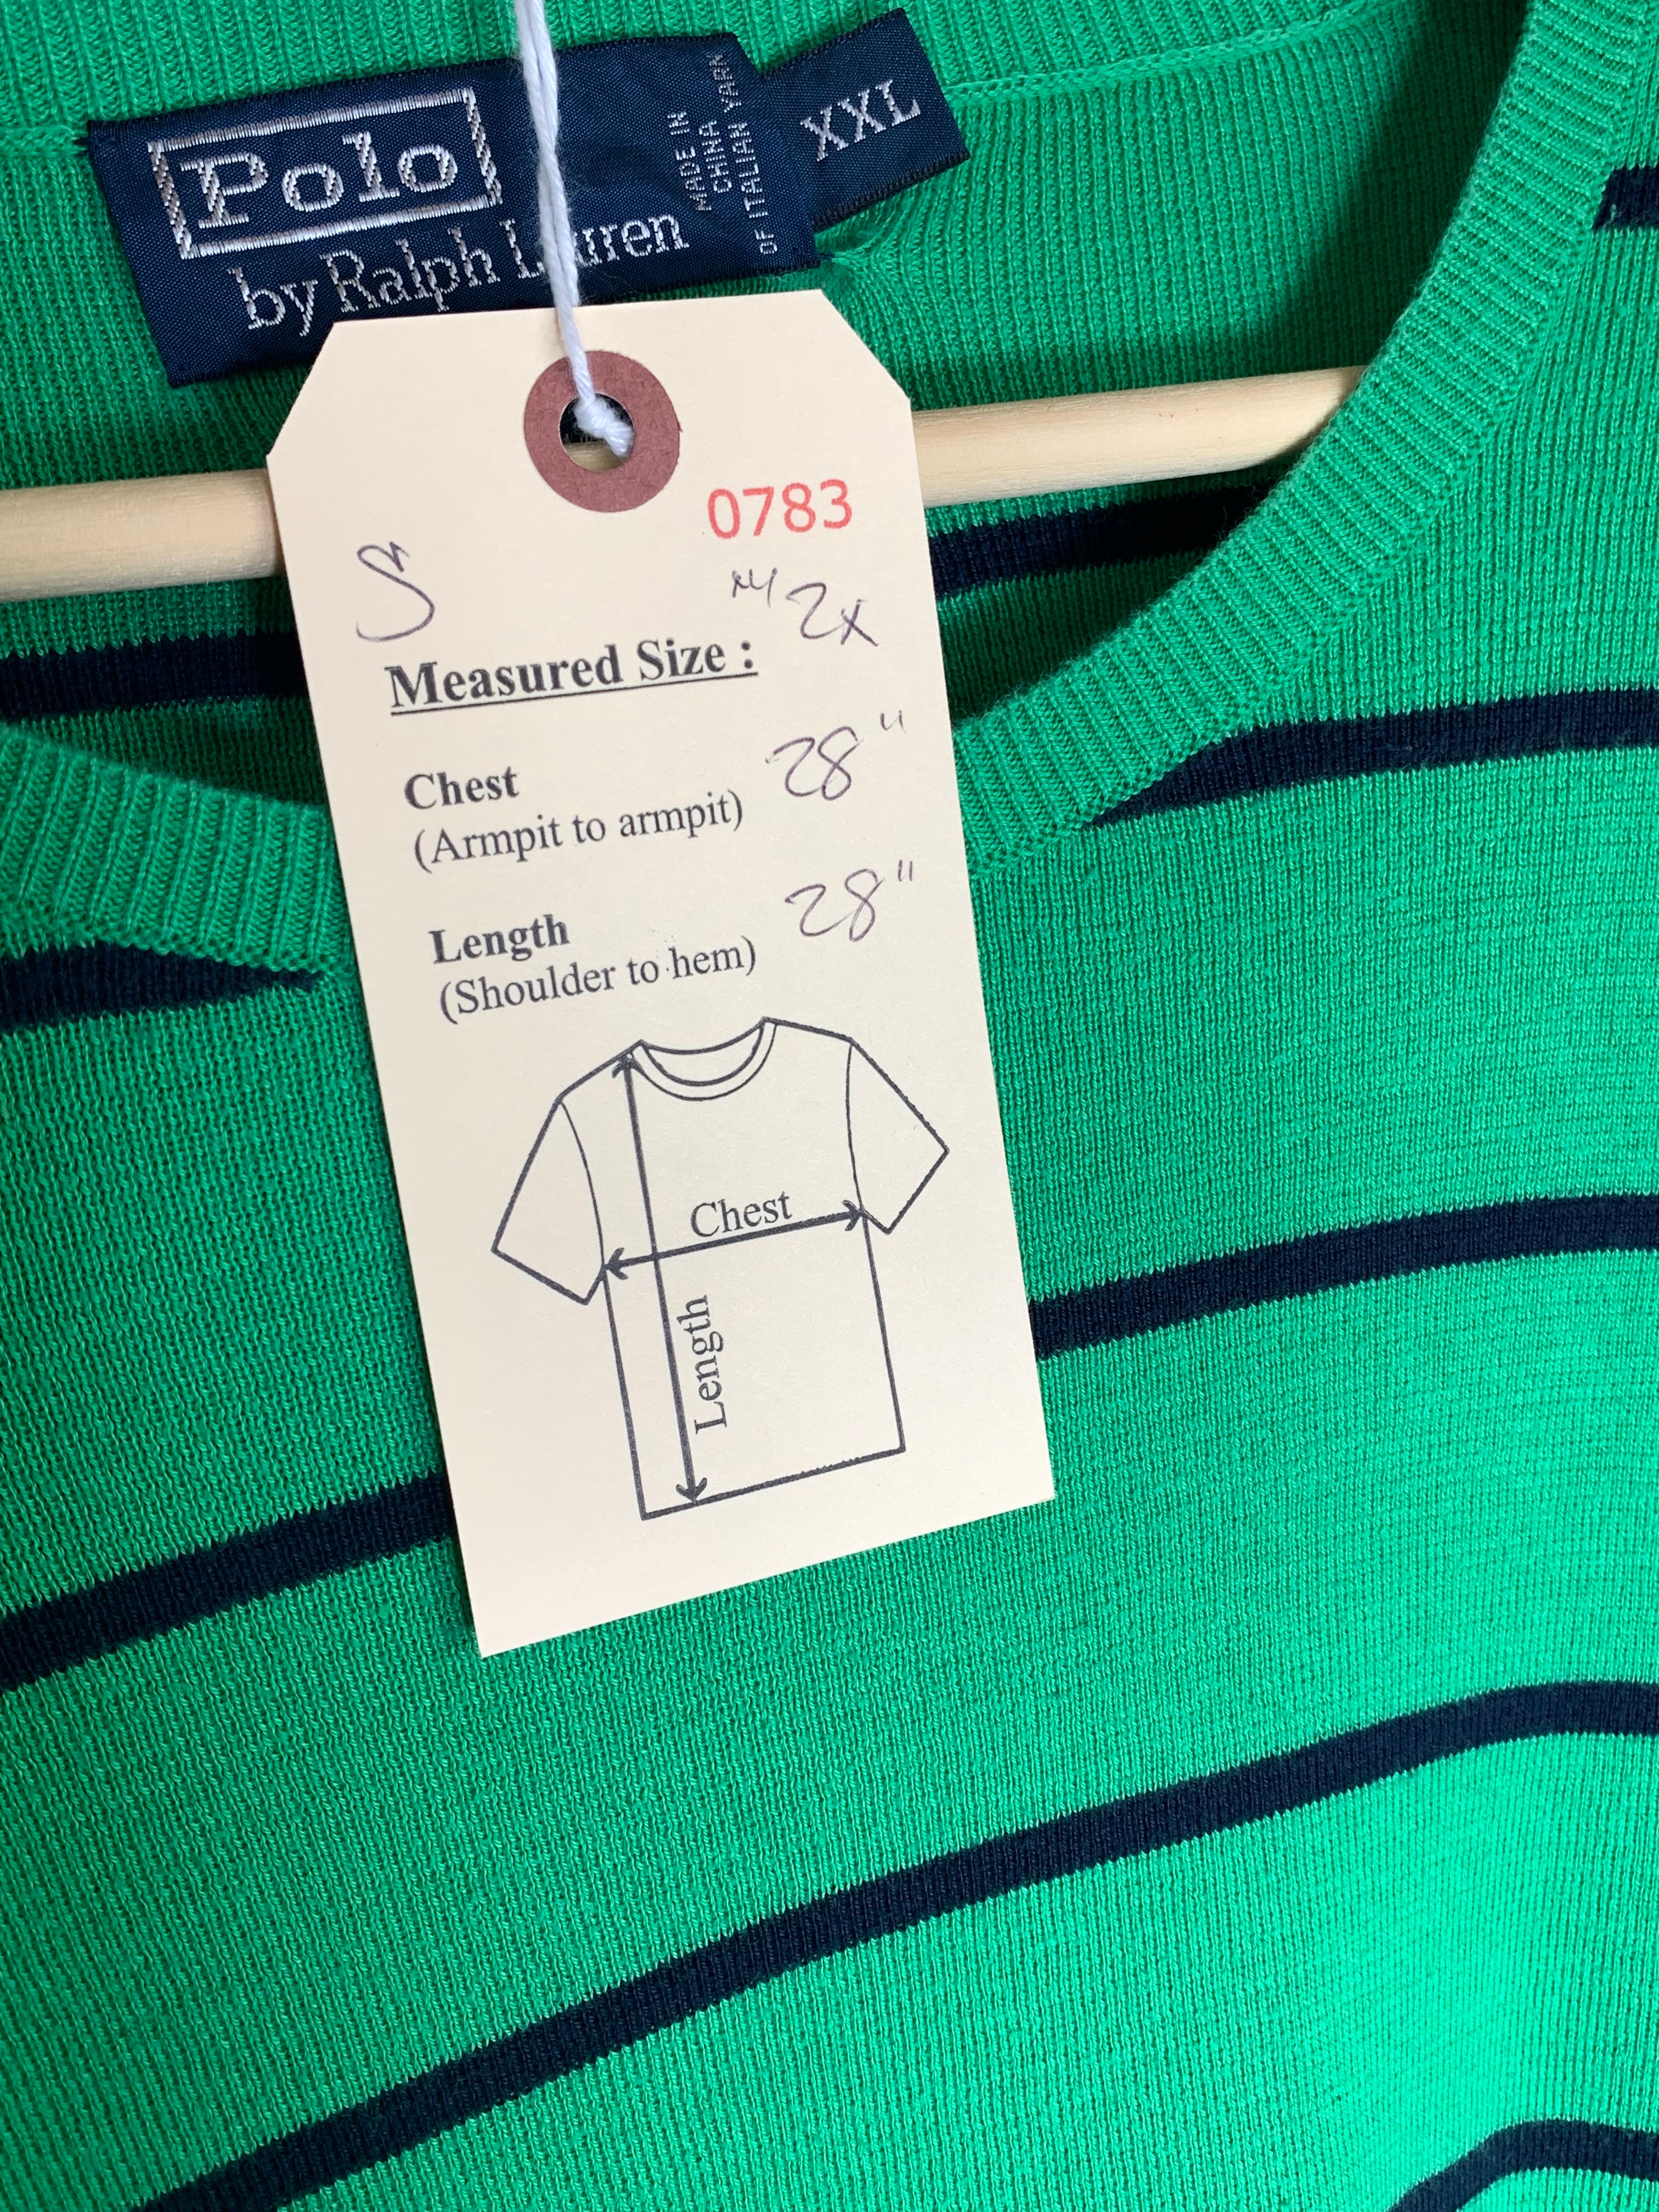 Polo
by Ralph Lauren
MADE IN
CHINA
OF ITALIAN YARN
XXL
0783
S
2x
Measured Size :
Chest
28"
(Armpit to armpit)
Length
28"
(Shoulder to hem)
Chest
Length